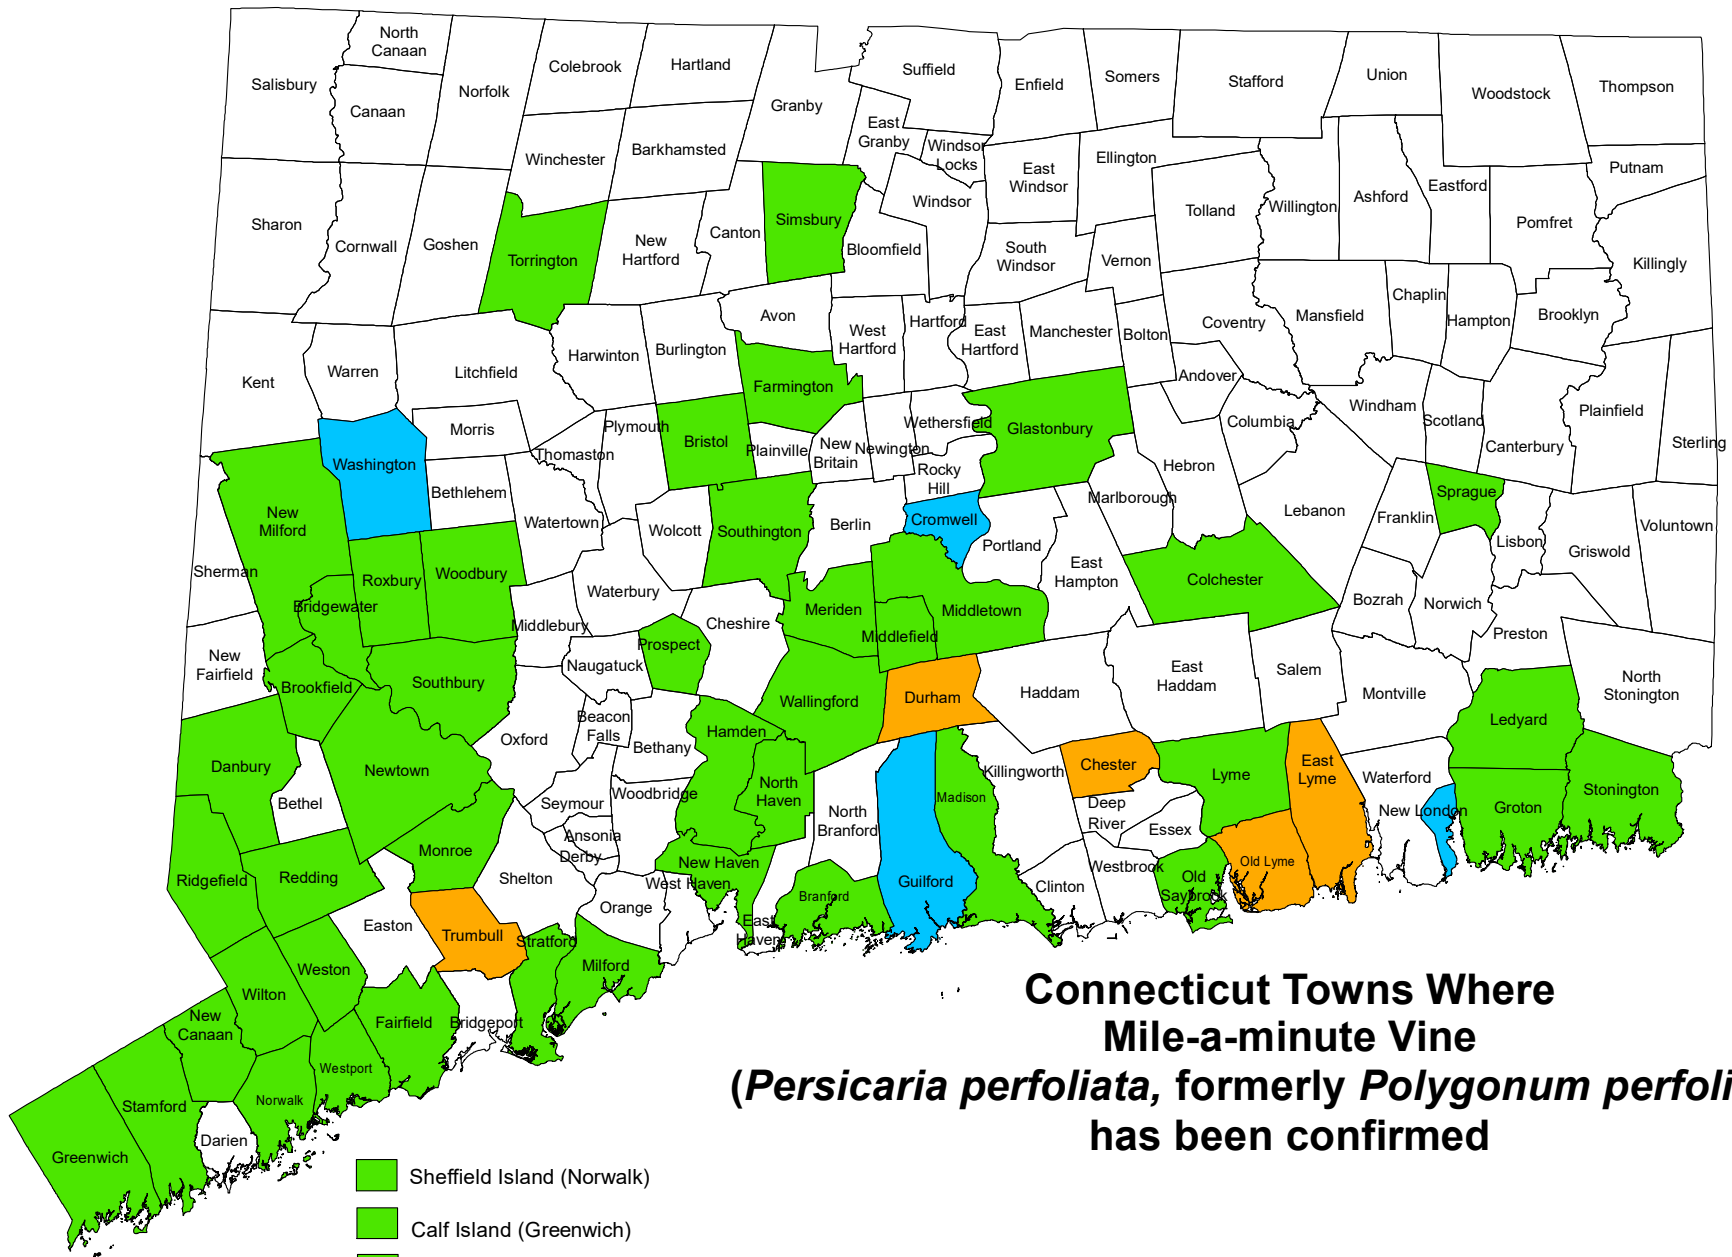 North
Canaan
Salisbury
Canaan
Norfolk
Colebrook
Hartland
Granby
Suffield
East
Granby
Windsor
Locks
Enfield
Somers
Stafford
Union
Woodstock
Thompson
Winchester
Barkhamsted
East
Windsor
Ellington
Putnam
Sharon
Cornwall
Goshen
Torrington
New
Hartford
Canton
Simsbury
Bloomfield
Windsor
South
Windsor
Vernon
Tolland
Willington
Ashford
Eastford
Pomfret
Killingly
Kent
Warren
Litchfield
Harwinton
Burlington
Avon
Farmington
West
Hartford
Hartford
East
Hartford
Manchester
Bolton
Coventry
Andover
Mansfield
Chaplin
Hampton
Brooklyn
Washington
Morris
Bethlehem
Thomaston
Plymouth
Bristol
Plainville
New
Britain
Newington
Wethersfield
Rocky
Hill
Glastonbury
Hebron
Columbia
Windham
Scotland
Canterbury
Plainfield
Sterling
New
Milford
Sherman
Watertown
Wolcott
Southington
Berlin
Cromwell
Portland
Marlborough
Lebanon
Franklin
Sprague
Lisbon
Griswold
Voluntown
Roxbury
Woodbury
Bridgewater
Waterbury
Middlebury
Cheshire
Meriden
Middlefield
Middletown
East
Hampton
Colchester
Bozrah
Norwich
Preston
New
Fairfield
Brookfield
Southbury
Naugatuck
Prospect
Wallingford
Durham
Haddam
East
Haddam
Salem
Montville
North
Stonington
Ledyard
Danbury
Bethel
Newtown
Oxford
Beacon
Falls
Bethany
Hamden
North
Haven
Seymour
Woodbridge
Ansonia
Derby
North
Branford
Madison
Killingworth
Chester
Deep
River
Essex
Lyme
East
Lyme
Waterford
New London
Groton
Stonington
Ridgefield
Redding
Monroe
Shelton
New Haven
West Haven
Orange
East
Haven
Branford
Guilford
Clinton
Westbrook
Old
Saybrook
Old Lyme
Easton
Trumbull
Stratford
Milford
Weston
Wilton
New
Canaan
Fairfield
Bridgeport
Westport
Norwalk
Stamford
Darien
Greenwich
Connecticut Towns Where
Mile-a-minute Vine
(Persicaria perfoliata, formerly Polygonum perfoli
has been confirmed
Sheffield Island (Norwalk)
Calf Island (Greenwich)